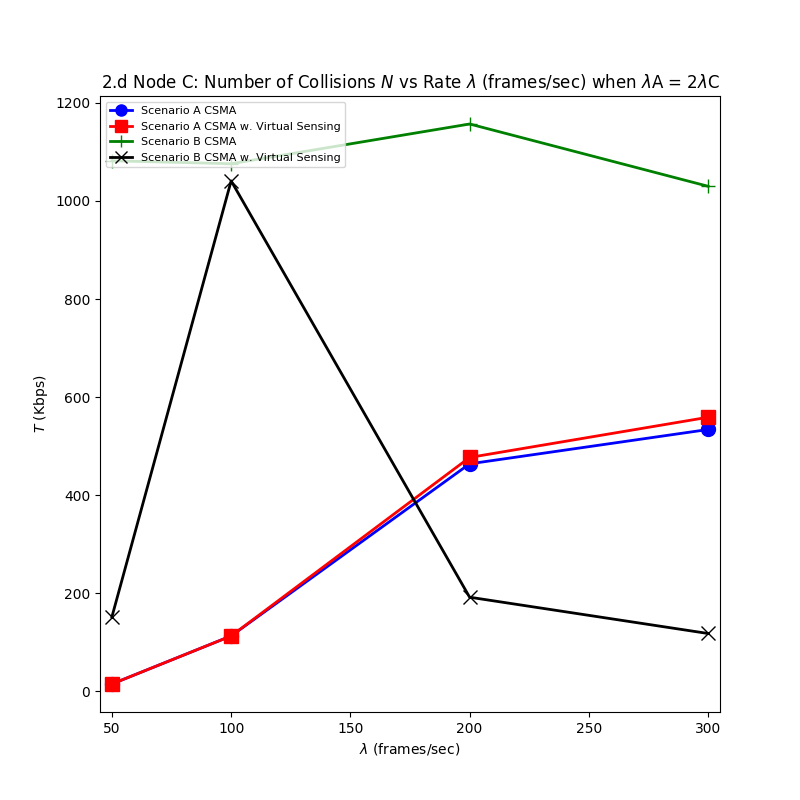 2.d Node C: Number of Collisions N vs Rate λ (frames/sec) when λA = 2λC
Scenario A CSMA
Scenario A CSMA w. Virtual Sensing
Scenario B CSMA
Scenario B CSMA w. Virtual Sensing
1200
1000
800
600
400
200
0
T (Kbps)
50 100 150 200 250 300
λ (frames/sec)